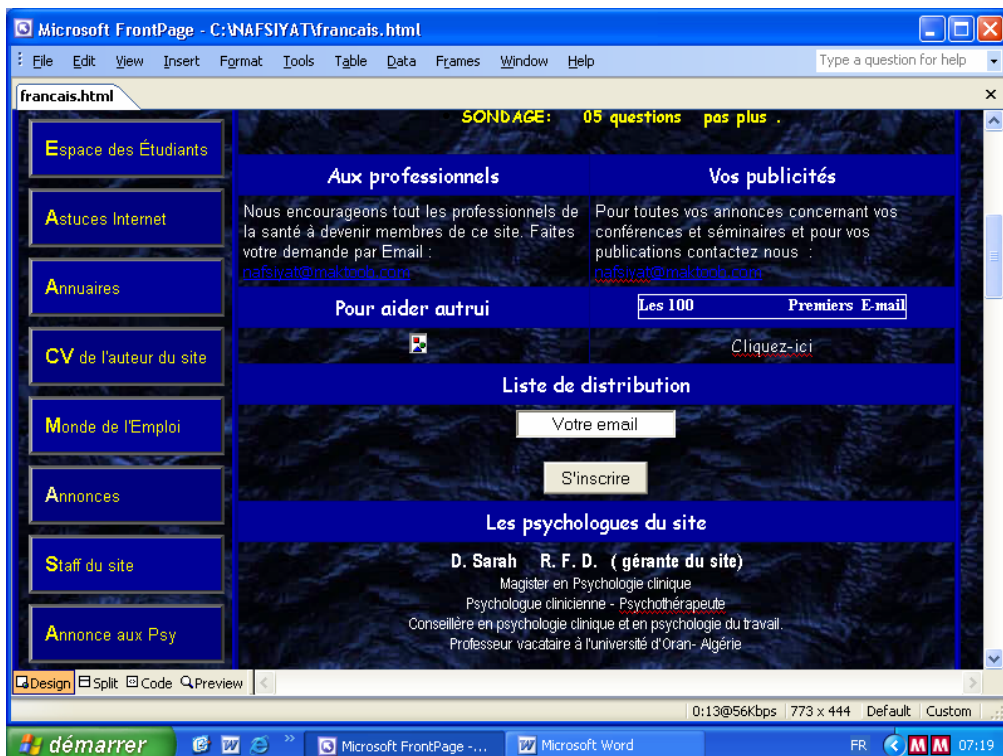 Microsoft FrontPage - C:\NAFSIYAT\francais.html
File Edit View Insert Format Tools Table Data Frames Window Help
Type a question for help
francais.html
Espace des Étudiants
Astuces Internet
Annuaires
CV de l'auteur du site
Monde de l'Emploi
Annonces
Staff du site
Annonce aux Psy
SONDAGE: 05 questions pas plus .
Aux professionnels
Nous encourageons tout les professionnels de
la santé à devenir membres de ce site. Faites
votre demande par Email :
nafsiyat@maktoob.com
Vos publicités
Pour toutes vos annonces concernant vos
conférences et séminaires et pour vos
publications contactez nous :
nafsiyat@maktoob.com
Pour aider autrui
Les 100 Premiers E-mail
Cliquez-ici
Liste de distribution
Votre email
S'inscrire
Les psychologues du site
D. Sarah R. F. D. ( gérante du site)
Magister en Psychologie clinique
Psychologue clinicienne - Psychothérapeute
Conseillère en psychologie clinique et en psychologie du travail.
Professeur vacataire à l'université d'Oran- Algérie
Design Split Code Preview
0:13@56Kbps 773 x 444 Default Custom
démarrer
Microsoft FrontPage -...
Microsoft Word
FR
07:19